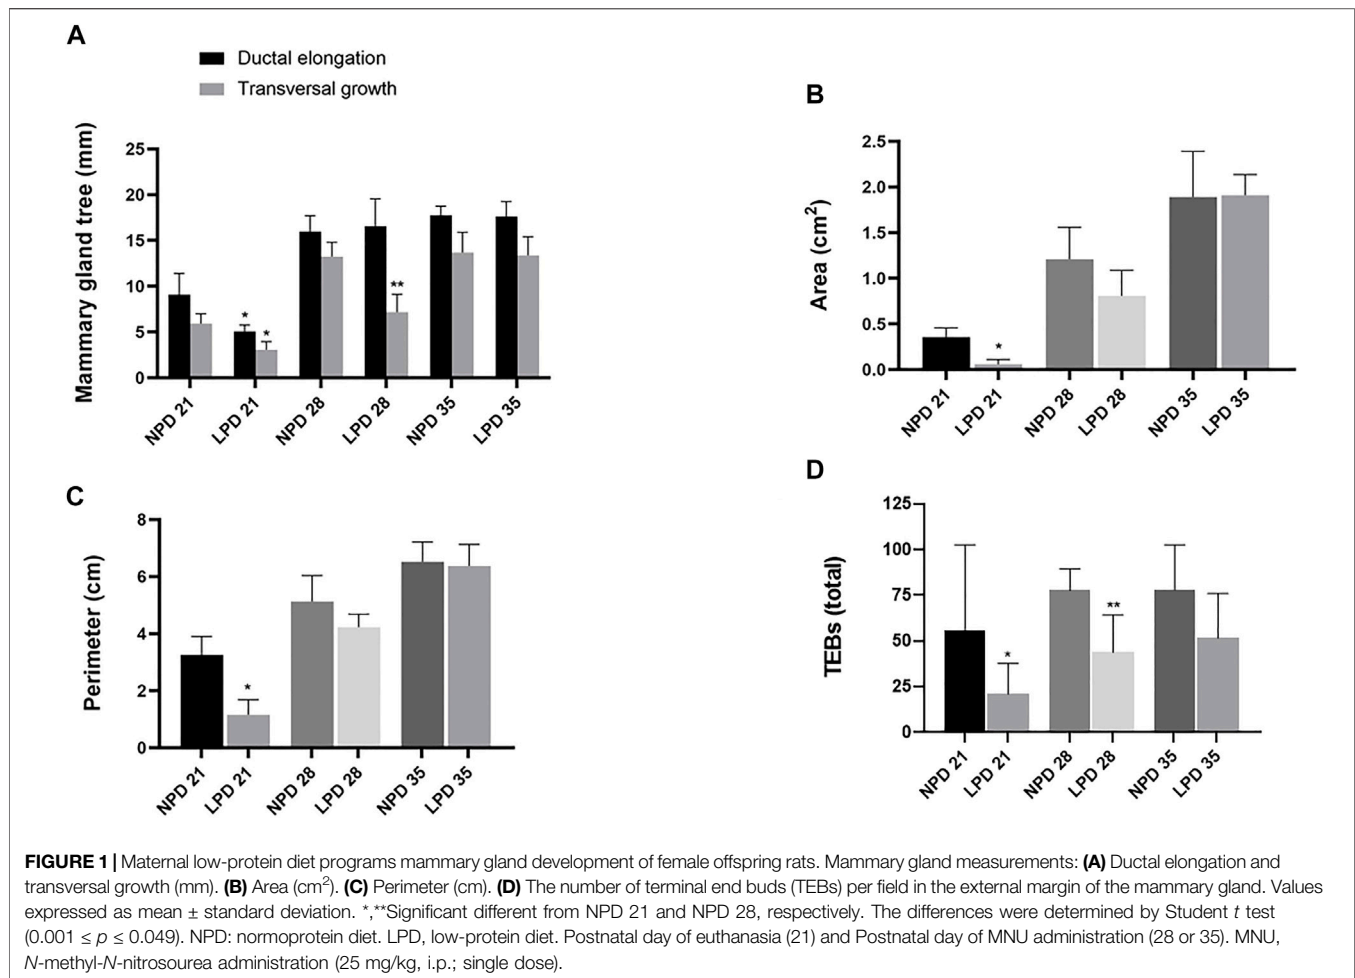 A
Ductal elongation
Transversal growth
Mammary gland tree (mm)
25
20
15
10
5
0
*
*
**
NPD 21
LPD 21
NPD 28
LPD 28
NPD 35
LPD 35
B
Area (cm²)
2.5
2.0
1.5
1.0
0.5
0.0
*
NPD 21
LPD 21
NPD 28
LPD 28
NPD 35
LPD 35
C
Perimeter (cm)
8
6
4
2
0
*
NPD 21
LPD 21
NPD 28
LPD 28
NPD 35
LPD 35
D
TEBs (total)
125
100
75
50
25
0
*
**
NPD 21
LPD 21
NPD 28
LPD 28
NPD 35
LPD 35
FIGURE 1 | Maternal low-protein diet programs mammary gland development of female offspring rats. Mammary gland measurements: (A) Ductal elongation and
transversal growth (mm). (B) Area (cm²). (C) Perimeter (cm). (D) The number of terminal end buds (TEBs) per field in the external margin of the mammary gland. Values
expressed as mean ± standard deviation. *,**Significant different from NPD 21 and NPD 28, respectively. The differences were determined by Student t test
(0.001 ≤ p ≤ 0.049). NPD: normoprotein diet. LPD, low-protein diet. Postnatal day of euthanasia (21) and Postnatal day of MNU administration (28 or 35). MNU,
N-methyl-N-nitrosourea administration (25 mg/kg, i.p.; single dose).